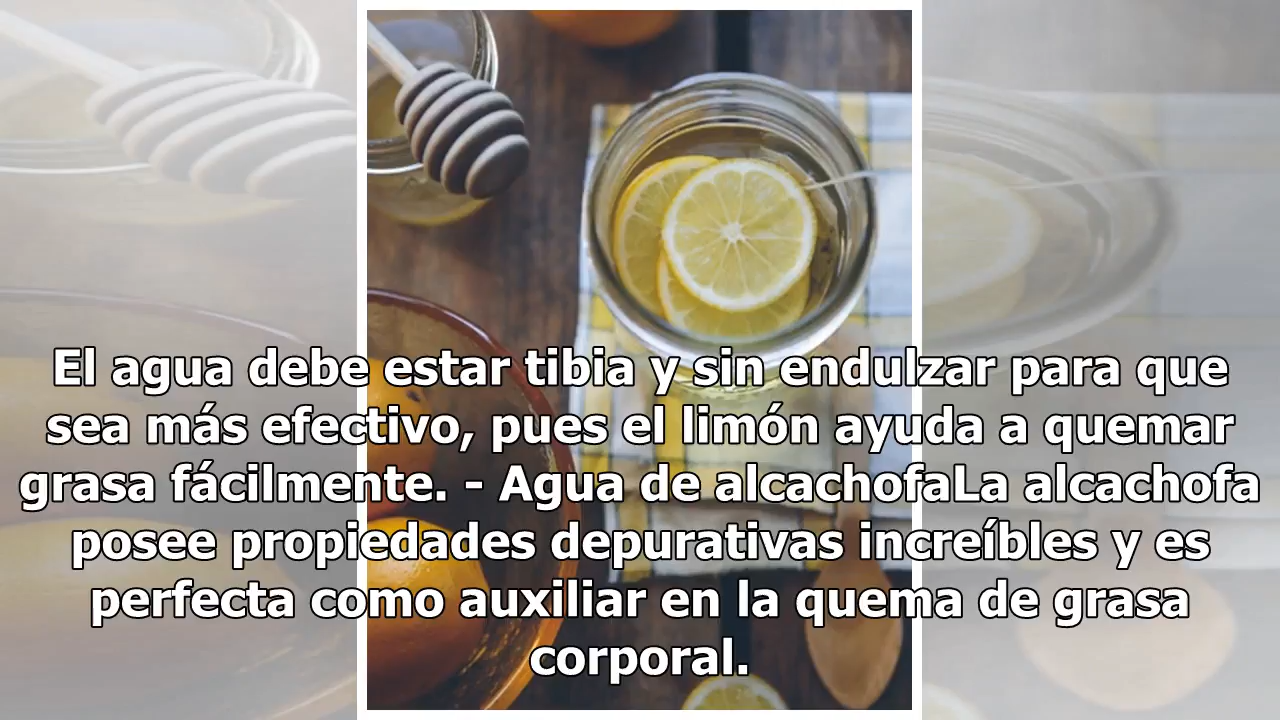 El agua debe estar tibia y sin endulzar para que
sea más efectivo, pues el limón ayuda a quemar
grasa fácilmente. - Agua de alcachofaLa alcachofa
posee propiedades depurativas increíbles y es
perfecta como auxiliar en la quema de grasa
corporal.